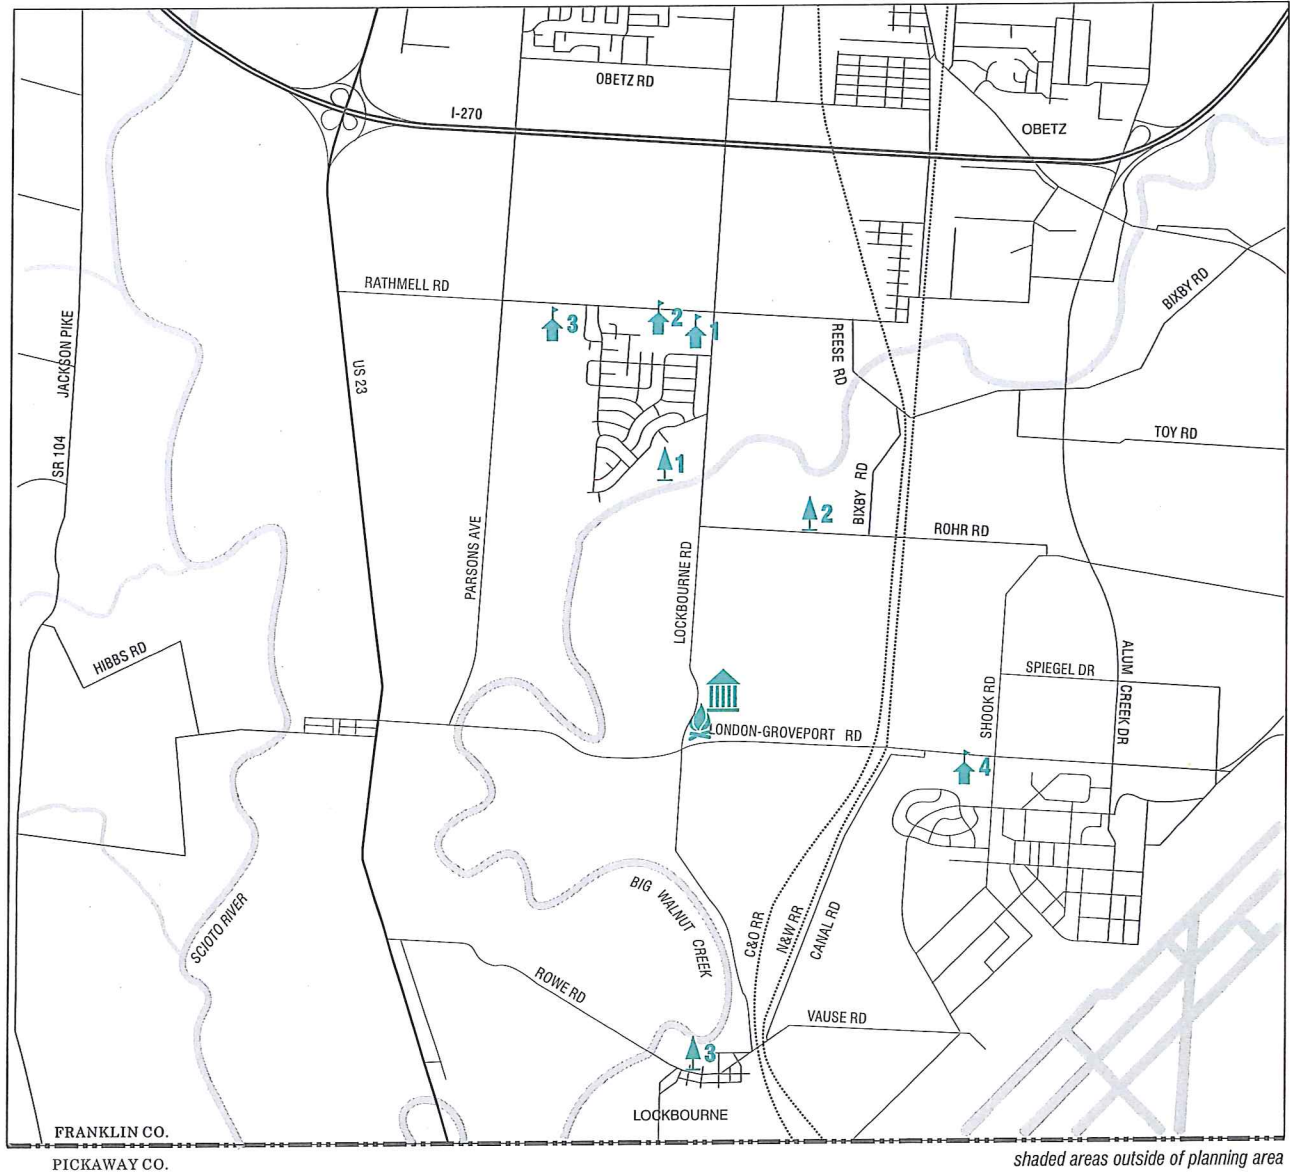 OBETZ RD
I-270
OBETZ
RATHMELL RD
BIXBY RD
JACKSON PIKE
SR 104
US 23
3
2
1
REESE RD
TOY RD
1
BIXBY RD
2
ROHR RD
PARSONS AVE
LOCKBOURNE RD
HIBBS RD
SPIEGEL DR
ALUM CREEK DR
SHOOK RD
LONDON-GROVEPORT RD
4
BIG WALNUT CREEK
SCIOTO RIVER
C&O RR
N&W RR
CANAL RD
ROWE RD
VAUSE RD
3
LOCKBOURNE
FRANKLIN CO.
PICKAWAY CO.
shaded areas outside of planning area